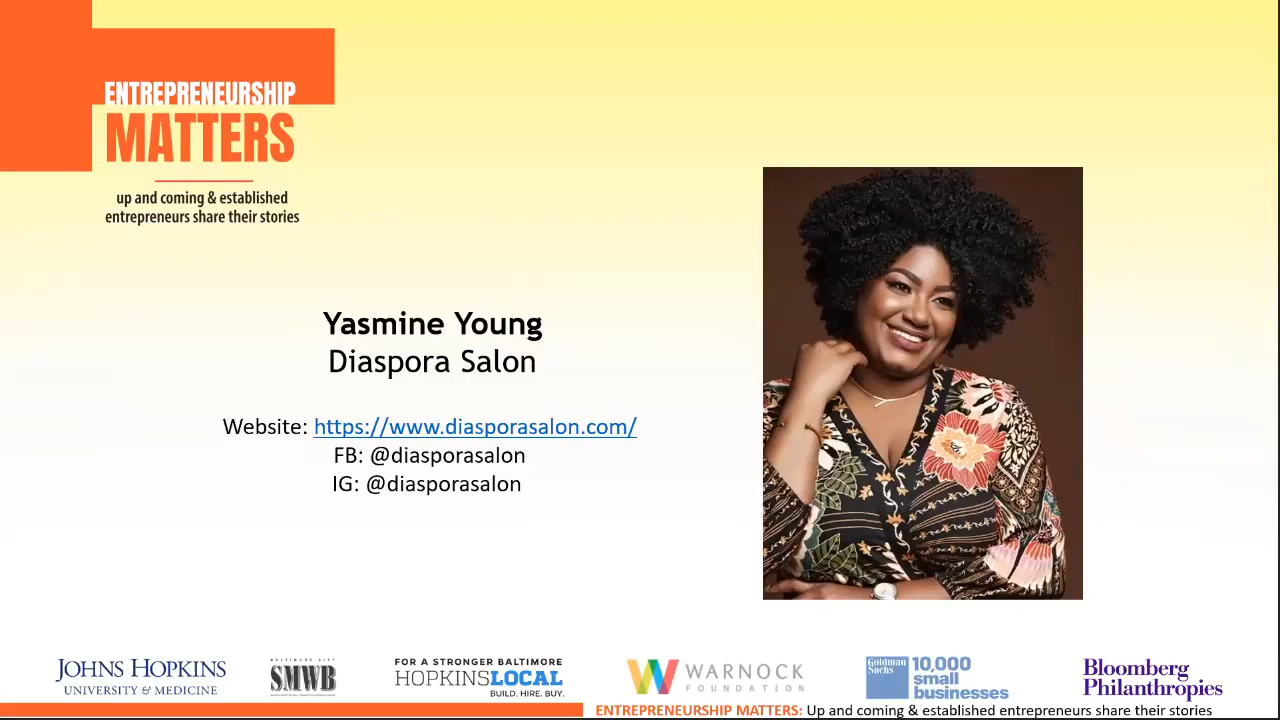 ENTREPRENEURSHIP
MATTERS
up and coming & established
entrepreneurs share their stories
Yasmine Young
Diaspora Salon
Website: https://www.diasporasalon.com/
FB: @diasporasalon
IG: @diasporasalon
JOHNS HOPKINS
UNIVERSITY & MEDICINE
BALTIMORE CITY
SMWB
FOR A STRONGER BALTIMORE
HOPKINSLOCAL
BUILD. HIRE. BUY.
WARNOCK
FOUNDATION
Goldman
Sachs
10,000
small
businesses
Bloomberg
Philanthropies
ENTREPRENEURSHIP MATTERS: Up and coming & established entrepreneurs share their stories